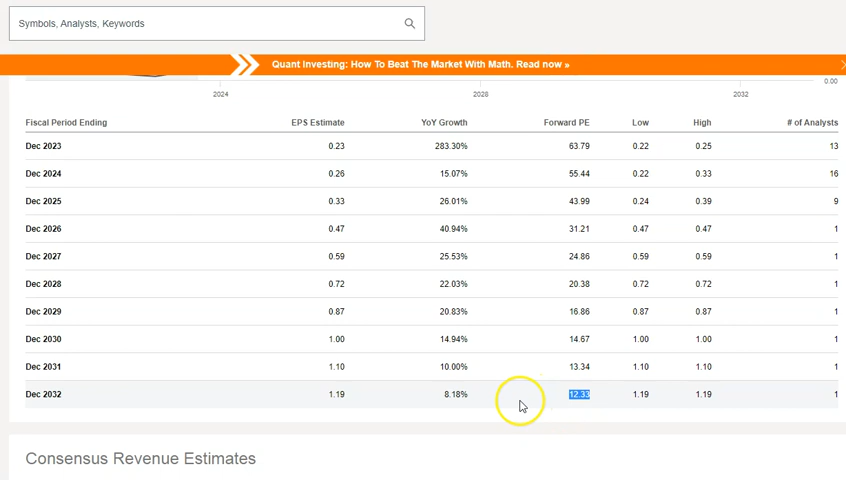 Symbols, Analysts, Keywords
Quant Investing: How To Beat The Market With Math. Read now »
0.00
2024 2028 2032
Fiscal Period Ending EPS Estimate YoY Growth Forward PE Low High # of Analysts
Dec 2023 0.23 283.30% 63.79 0.22 0.25 13
Dec 2024 0.26 15.07% 55.44 0.22 0.33 16
Dec 2025 0.33 26.01% 43.99 0.24 0.39 9
Dec 2026 0.47 40.94% 31.21 0.47 0.47 1
Dec 2027 0.59 25.53% 24.86 0.59 0.59 1
Dec 2028 0.72 22.03% 20.38 0.72 0.72 1
Dec 2029 0.87 20.83% 16.86 0.87 0.87 1
Dec 2030 1.00 14.94% 14.67 1.00 1.00 1
Dec 2031 1.10 10.00% 13.34 1.10 1.10 1
Dec 2032 1.19 8.18% 12.33 1.19 1.19 1
Consensus Revenue Estimates